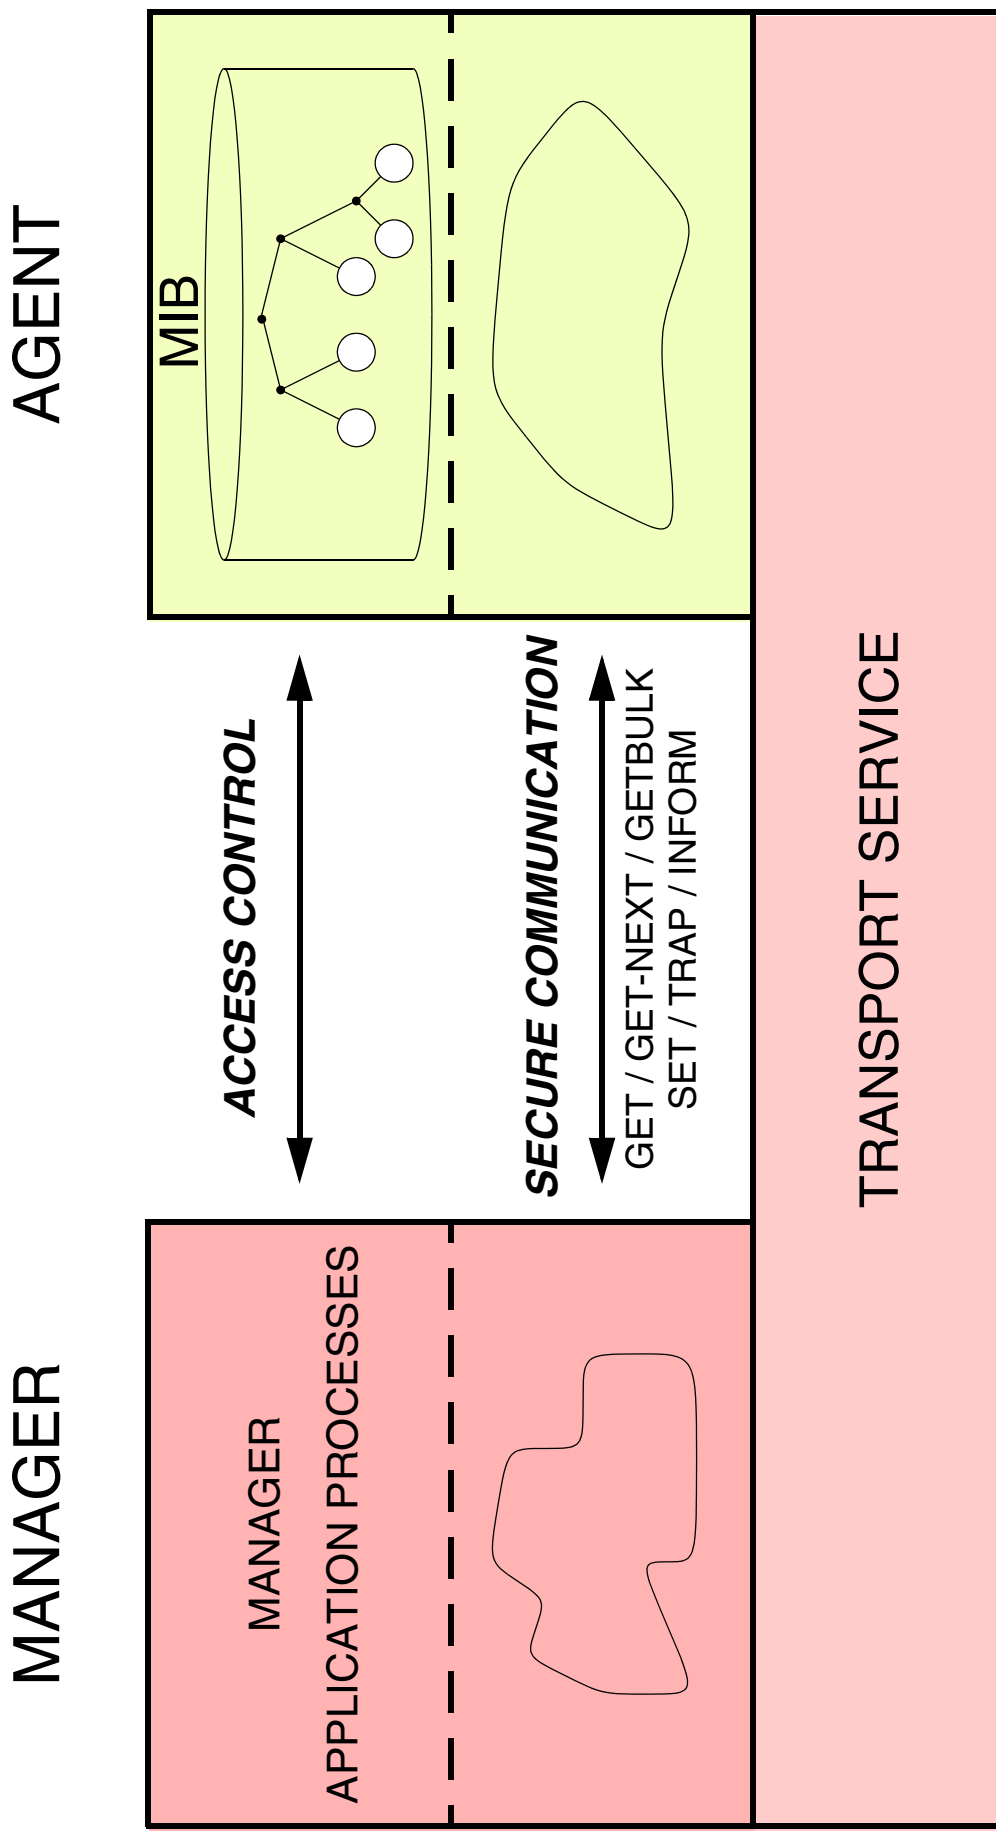 MANAGER
AGENT
MIB
MANAGER
APPLICATION PROCESSES
ACCESS CONTROL
SECURE COMMUNICATION
GET / GET-NEXT / GETBULK
SET / TRAP / INFORM
TRANSPORT SERVICE